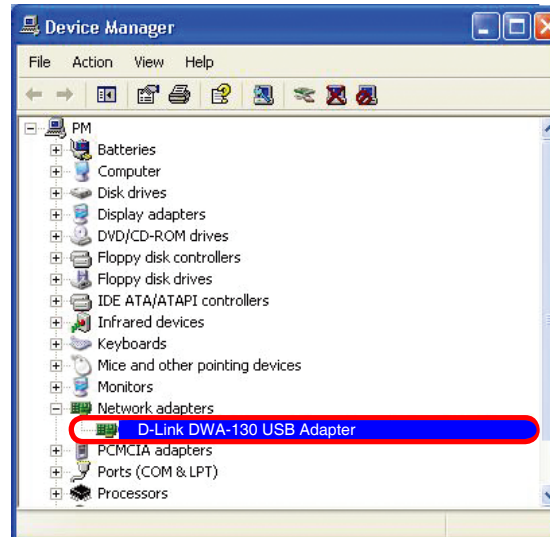 Device Manager
File Action View Help
PM
Batteries
Computer
Disk drives
Display adapters
DVD/CD-ROM drives
Floppy disk controllers
Floppy disk drives
IDE ATA/ATAPI controllers
Infrared devices
Keyboards
Mice and other pointing devices
Monitors
Network adapters
D-Link DWA-130 USB Adapter
PCMCIA adapters
Ports (COM & LPT)
Processors